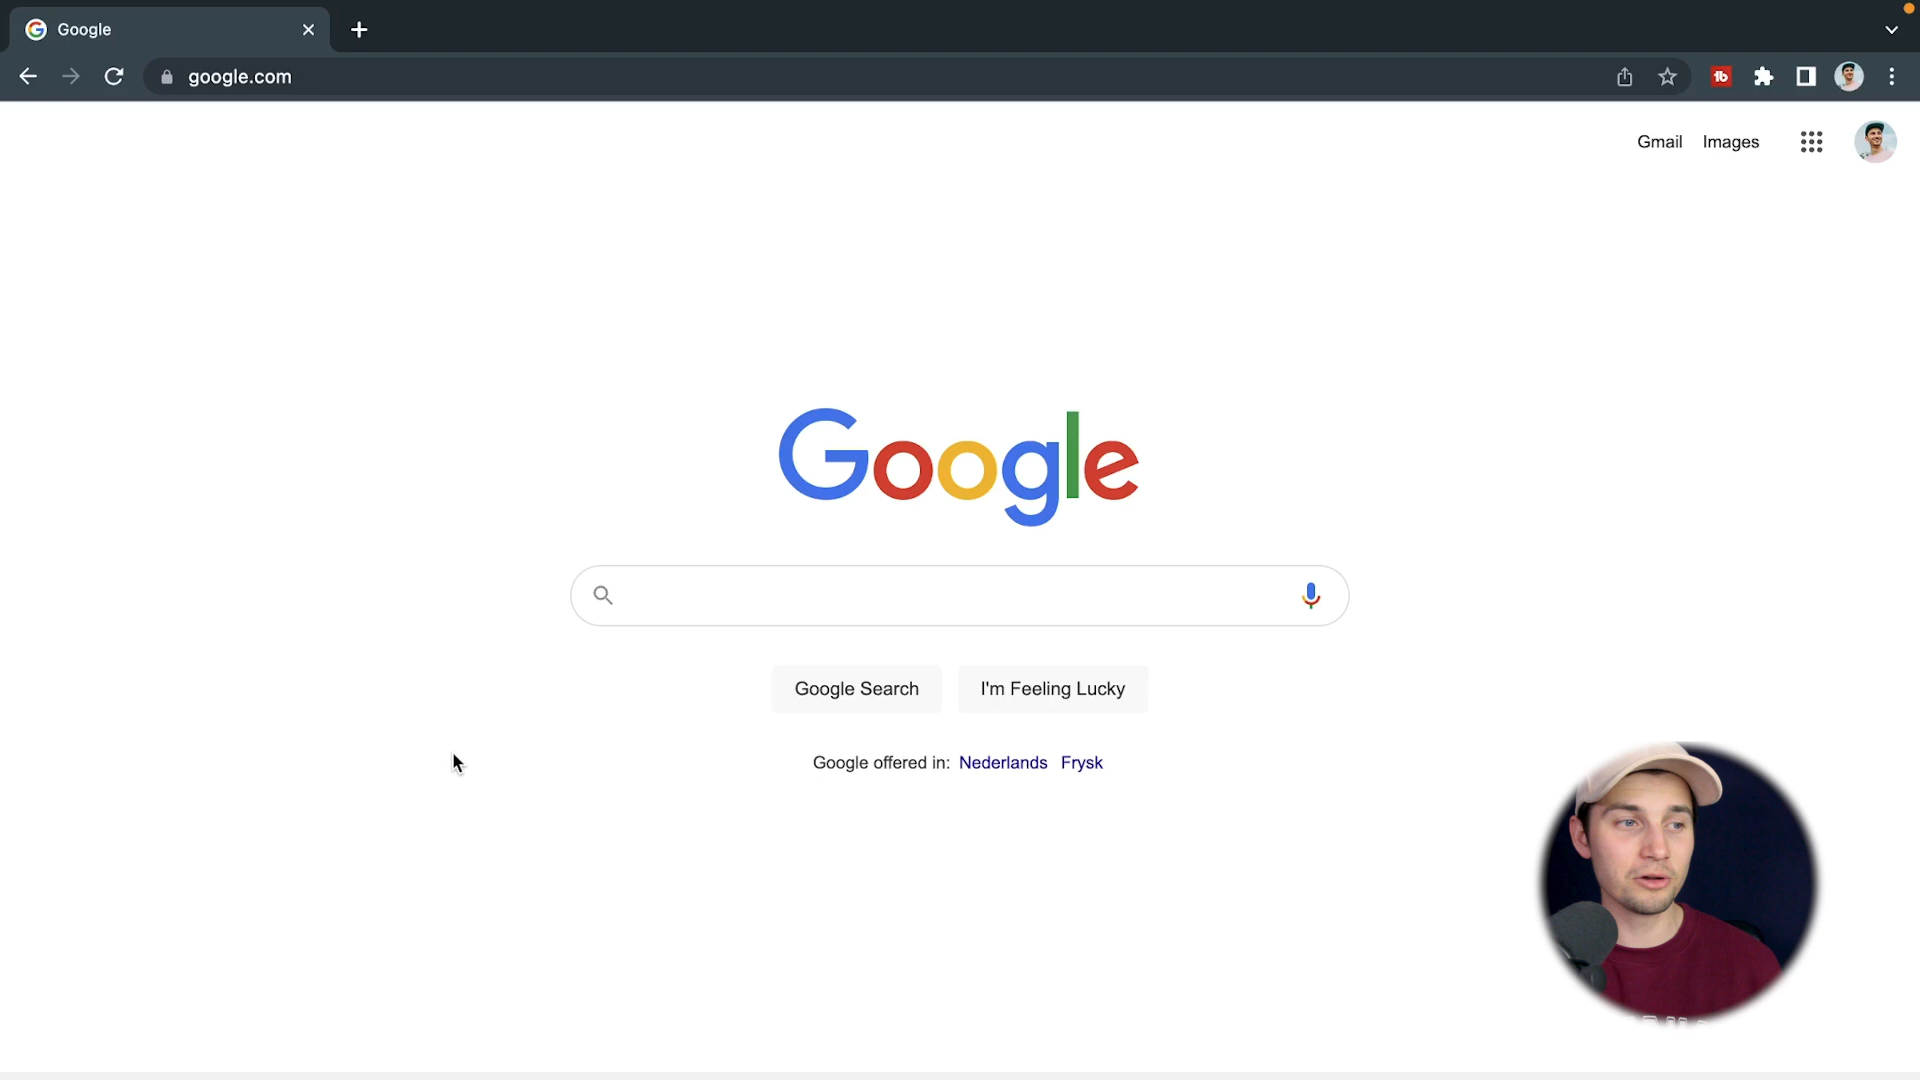 Google
google.com
Gmail Images
Google
Google Search I'm Feeling Lucky
Google offered in: Nederlands Frysk